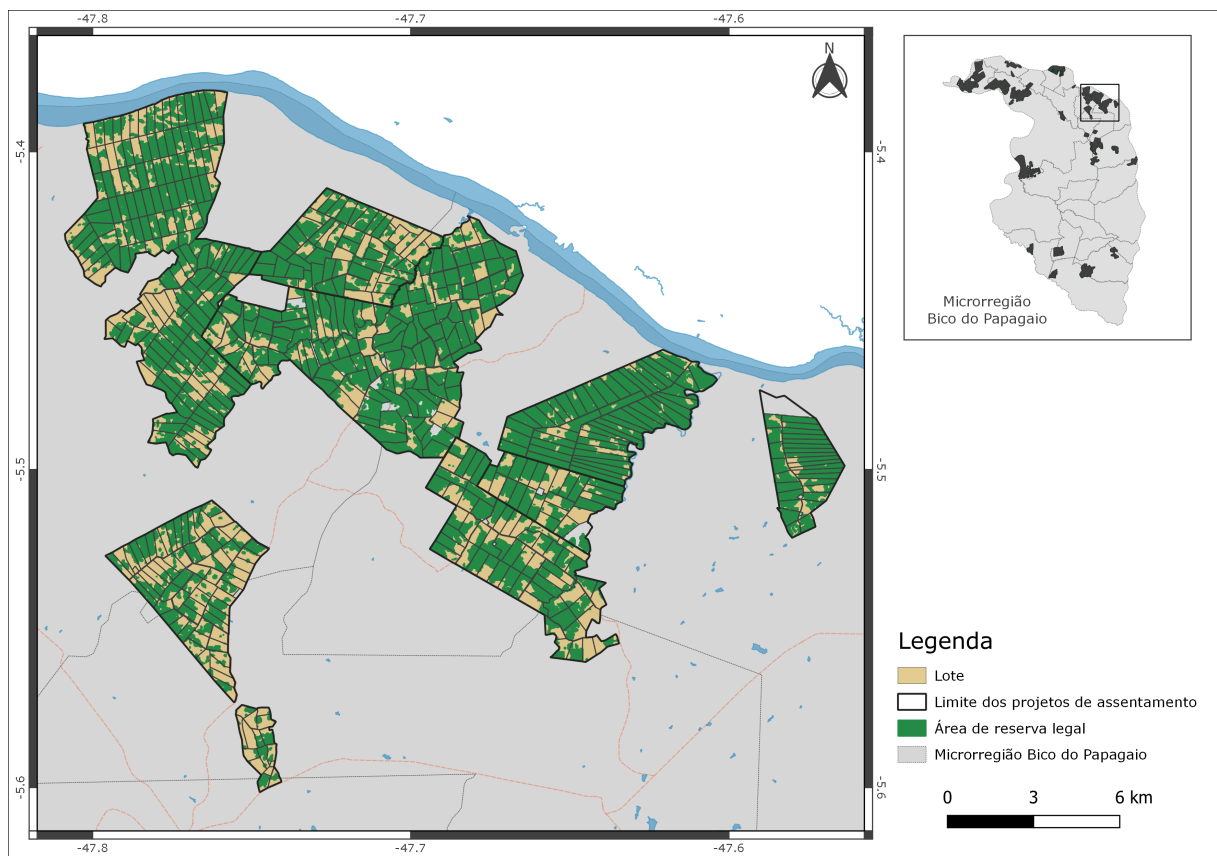 -47.8
-47.7
-47.6
N
-5.4
-5.4
Microrregião
Bico do Papagaio
-5.5
-5.5
Legenda
Lote
Limite dos projetos de assentamento
Área de reserva legal
Microrregião Bico do Papagaio
-5.6
-5.6
0
3
6 km
-47.8
-47.7
-47.6